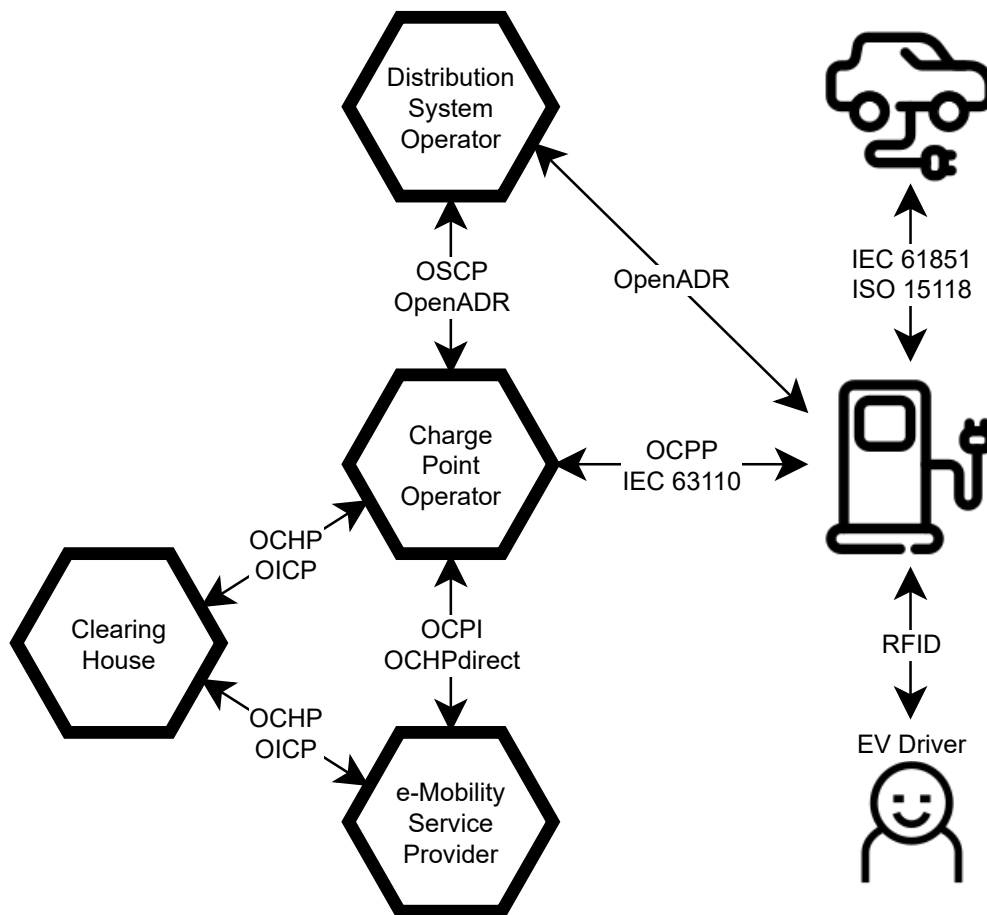 Distribution
System
Operator
OSCP
OpenADR
OpenADR
IEC 61851
ISO 15118
Charge
Point
Operator
OCPP
IEC 63110
OCHP
OICP
Clearing
House
OCPI
OCHPdirect
RFID
OCHP
OICP
EV Driver
e-Mobility
Service
Provider